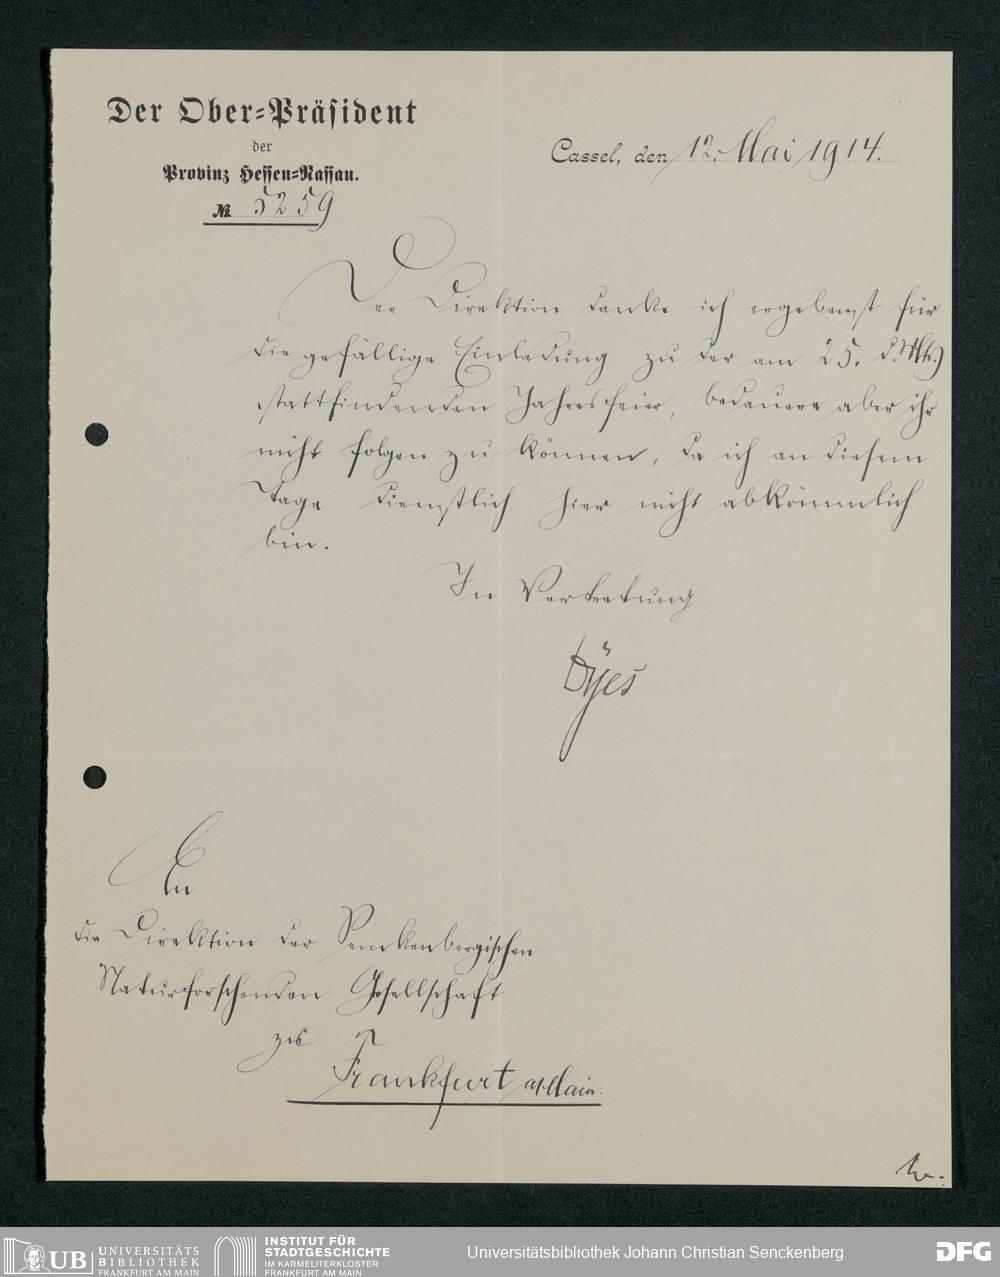 Der Ober=Präsident
der
Provinz Hessen=Nassau.
№ 5259
Cassel, den 12. Mai 1914.
Der Direktion danke ich ergebenst für
die gefällige Einladung zu der am 25. d. Mts.
stattfindenden Jahresfeier, bedauere aber ihr
nicht folgen zu können, da ich an diesem
Tage dienstlich hier nicht abkömmlich
bin.
In Vertretung
Dyes
An
die Direktion der Senckenbergischen
Naturforschenden Gesellschaft
zu
Frankfurt a/Main.
UB UNIVERSITÄTS
BIBLIOTHEK
FRANKFURT AM MAIN
INSTITUT FÜR
STADTGESCHICHTE
IM KARMELITERKLOSTER
FRANKFURT AM MAIN
Universitätsbibliothek Johann Christian Senckenberg
DFG